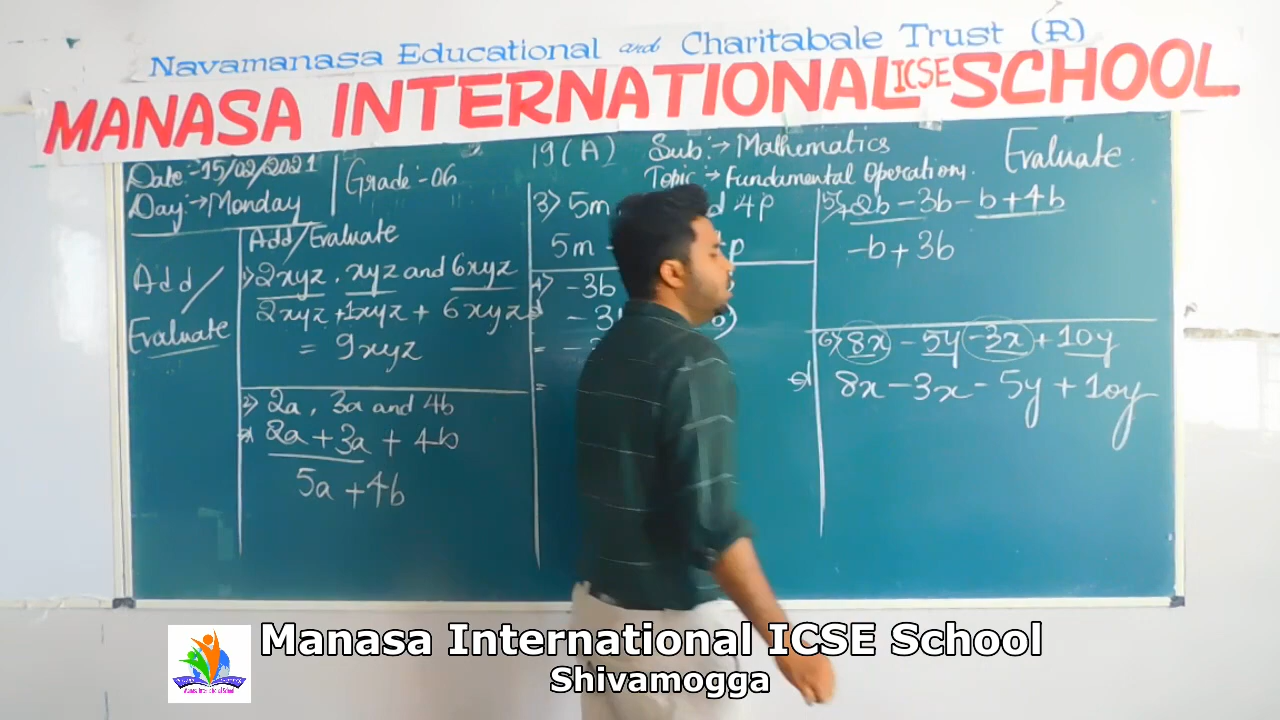 Navamanasa Educational and Charitabale Trust (R)
MANASA INTERNATIONAL ICSE SCHOOL
Date:-15/02/2021
Day:→Monday
Grade:-06
19(A)
Sub:→Mathematics
Topic:→Fundamental Operations.
Evaluate
Add/
Evaluate
Add/Evaluate
1) 2xyz, xyz and 6xyz
2xyz+1xyz+6xyz
= 9xyz
2) 2a, 3a and 4b
2a+3a+4b
5a+4b
3) 5m 4p
5m - p
4) -3b
-3
= -3
=
5) +2b-3b-b+4b
-b+3b
6) 8x-5y-3x+10y
8x-3x-5y+10y
Manasa International ICSE School
Shivamogga